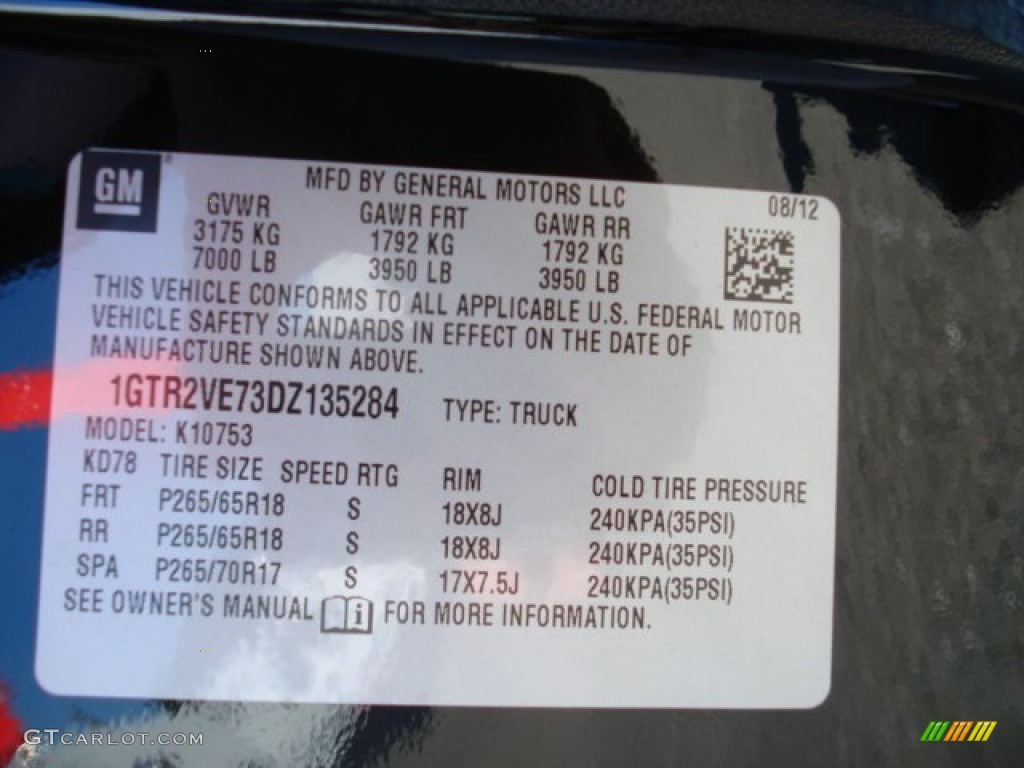 GM
MFD BY GENERAL MOTORS LLC
08/12
GVWR GAWR FRT GAWR RR
3175 KG 1792 KG 1792 KG
7000 LB 3950 LB 3950 LB
THIS VEHICLE CONFORMS TO ALL APPLICABLE U.S. FEDERAL MOTOR
VEHICLE SAFETY STANDARDS IN EFFECT ON THE DATE OF
MANUFACTURE SHOWN ABOVE.
1GTR2VE73DZ135284 TYPE: TRUCK
MODEL: K10753
KD78 TIRE SIZE SPEED RTG RIM COLD TIRE PRESSURE
FRT P265/65R18 S 18X8J 240KPA(35PSI)
RR P265/65R18 S 18X8J 240KPA(35PSI)
SPA P265/70R17 S 17X7.5J 240KPA(35PSI)
SEE OWNER'S MANUAL i FOR MORE INFORMATION.
GTCARLOT.COM